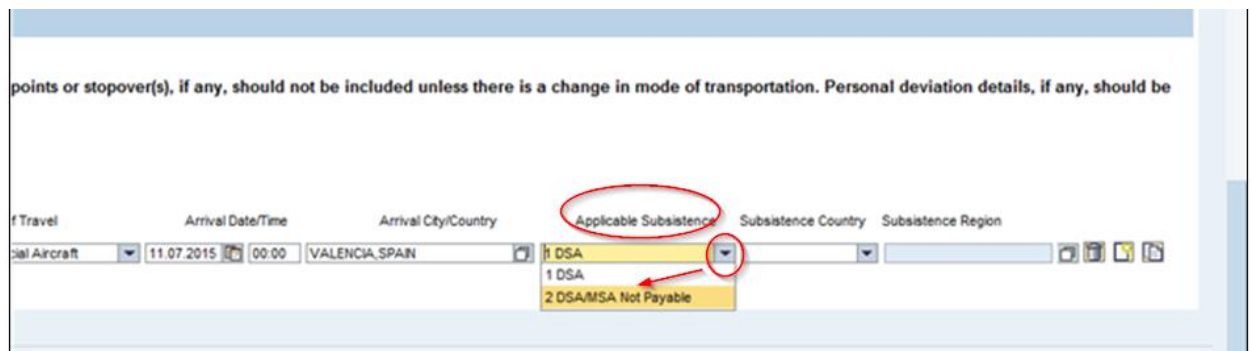 points or stopover(s), if any, should not be included unless there is a change in mode of transportation. Personal deviation details, if any, should be
f Travel Arrival Date/Time Arrival City/Country Applicable Subsistence Subsistence Country Subsistence Region
cial Aircraft 11.07.2015 00:00 VALENCIA,SPAIN 1 DSA
1 DSA
2 DSA/MSA Not Payable